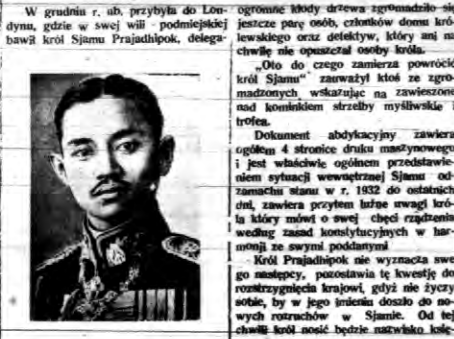 W grudniu r. ub. przybyła do Lon-
dynu, gdzie w swej wili podmiejskiej
bawił król Sjamu Prajadhipok, delega-
ogromne kłody drzewa zgromadziło się
jeszcze parę osób, członków domu kró-
lewskiego oraz detektyw, który ani na
chwilę nie opuszczał osoby króla.
„Oto do czego zamierza powrócić
król Sjamu" zauważył ktoś ze zgro-
madzonych wskazując na zawieszone
nad kominkiem strzelby myśliwskie i
trofea.
Dokument abdykacyjny zawiera
ogółem 4 stronice druku maszynowego
i jest właściwie ogólnem przedstawie-
niem sytuacji wewnętrznej Sjamu od
zamachu stanu w r. 1932 do ostatnich
dni, zawiera przytem luźne uwagi kró-
la który mówi o swej chęci rządzenia
według zasad konstytucyjnych w har-
monji ze swymi poddanymi
Król Prajadhipok nie wyznacza swe
go następcy, pozostawia tę kwestję do
rozstrzygnięcia krajowi, gdyż nie życzy
sobie, by w jego imieniu doszło do no-
wych rozruchów w Sjamie. Od tej
chwili król nosić będzie nazwisko księ-